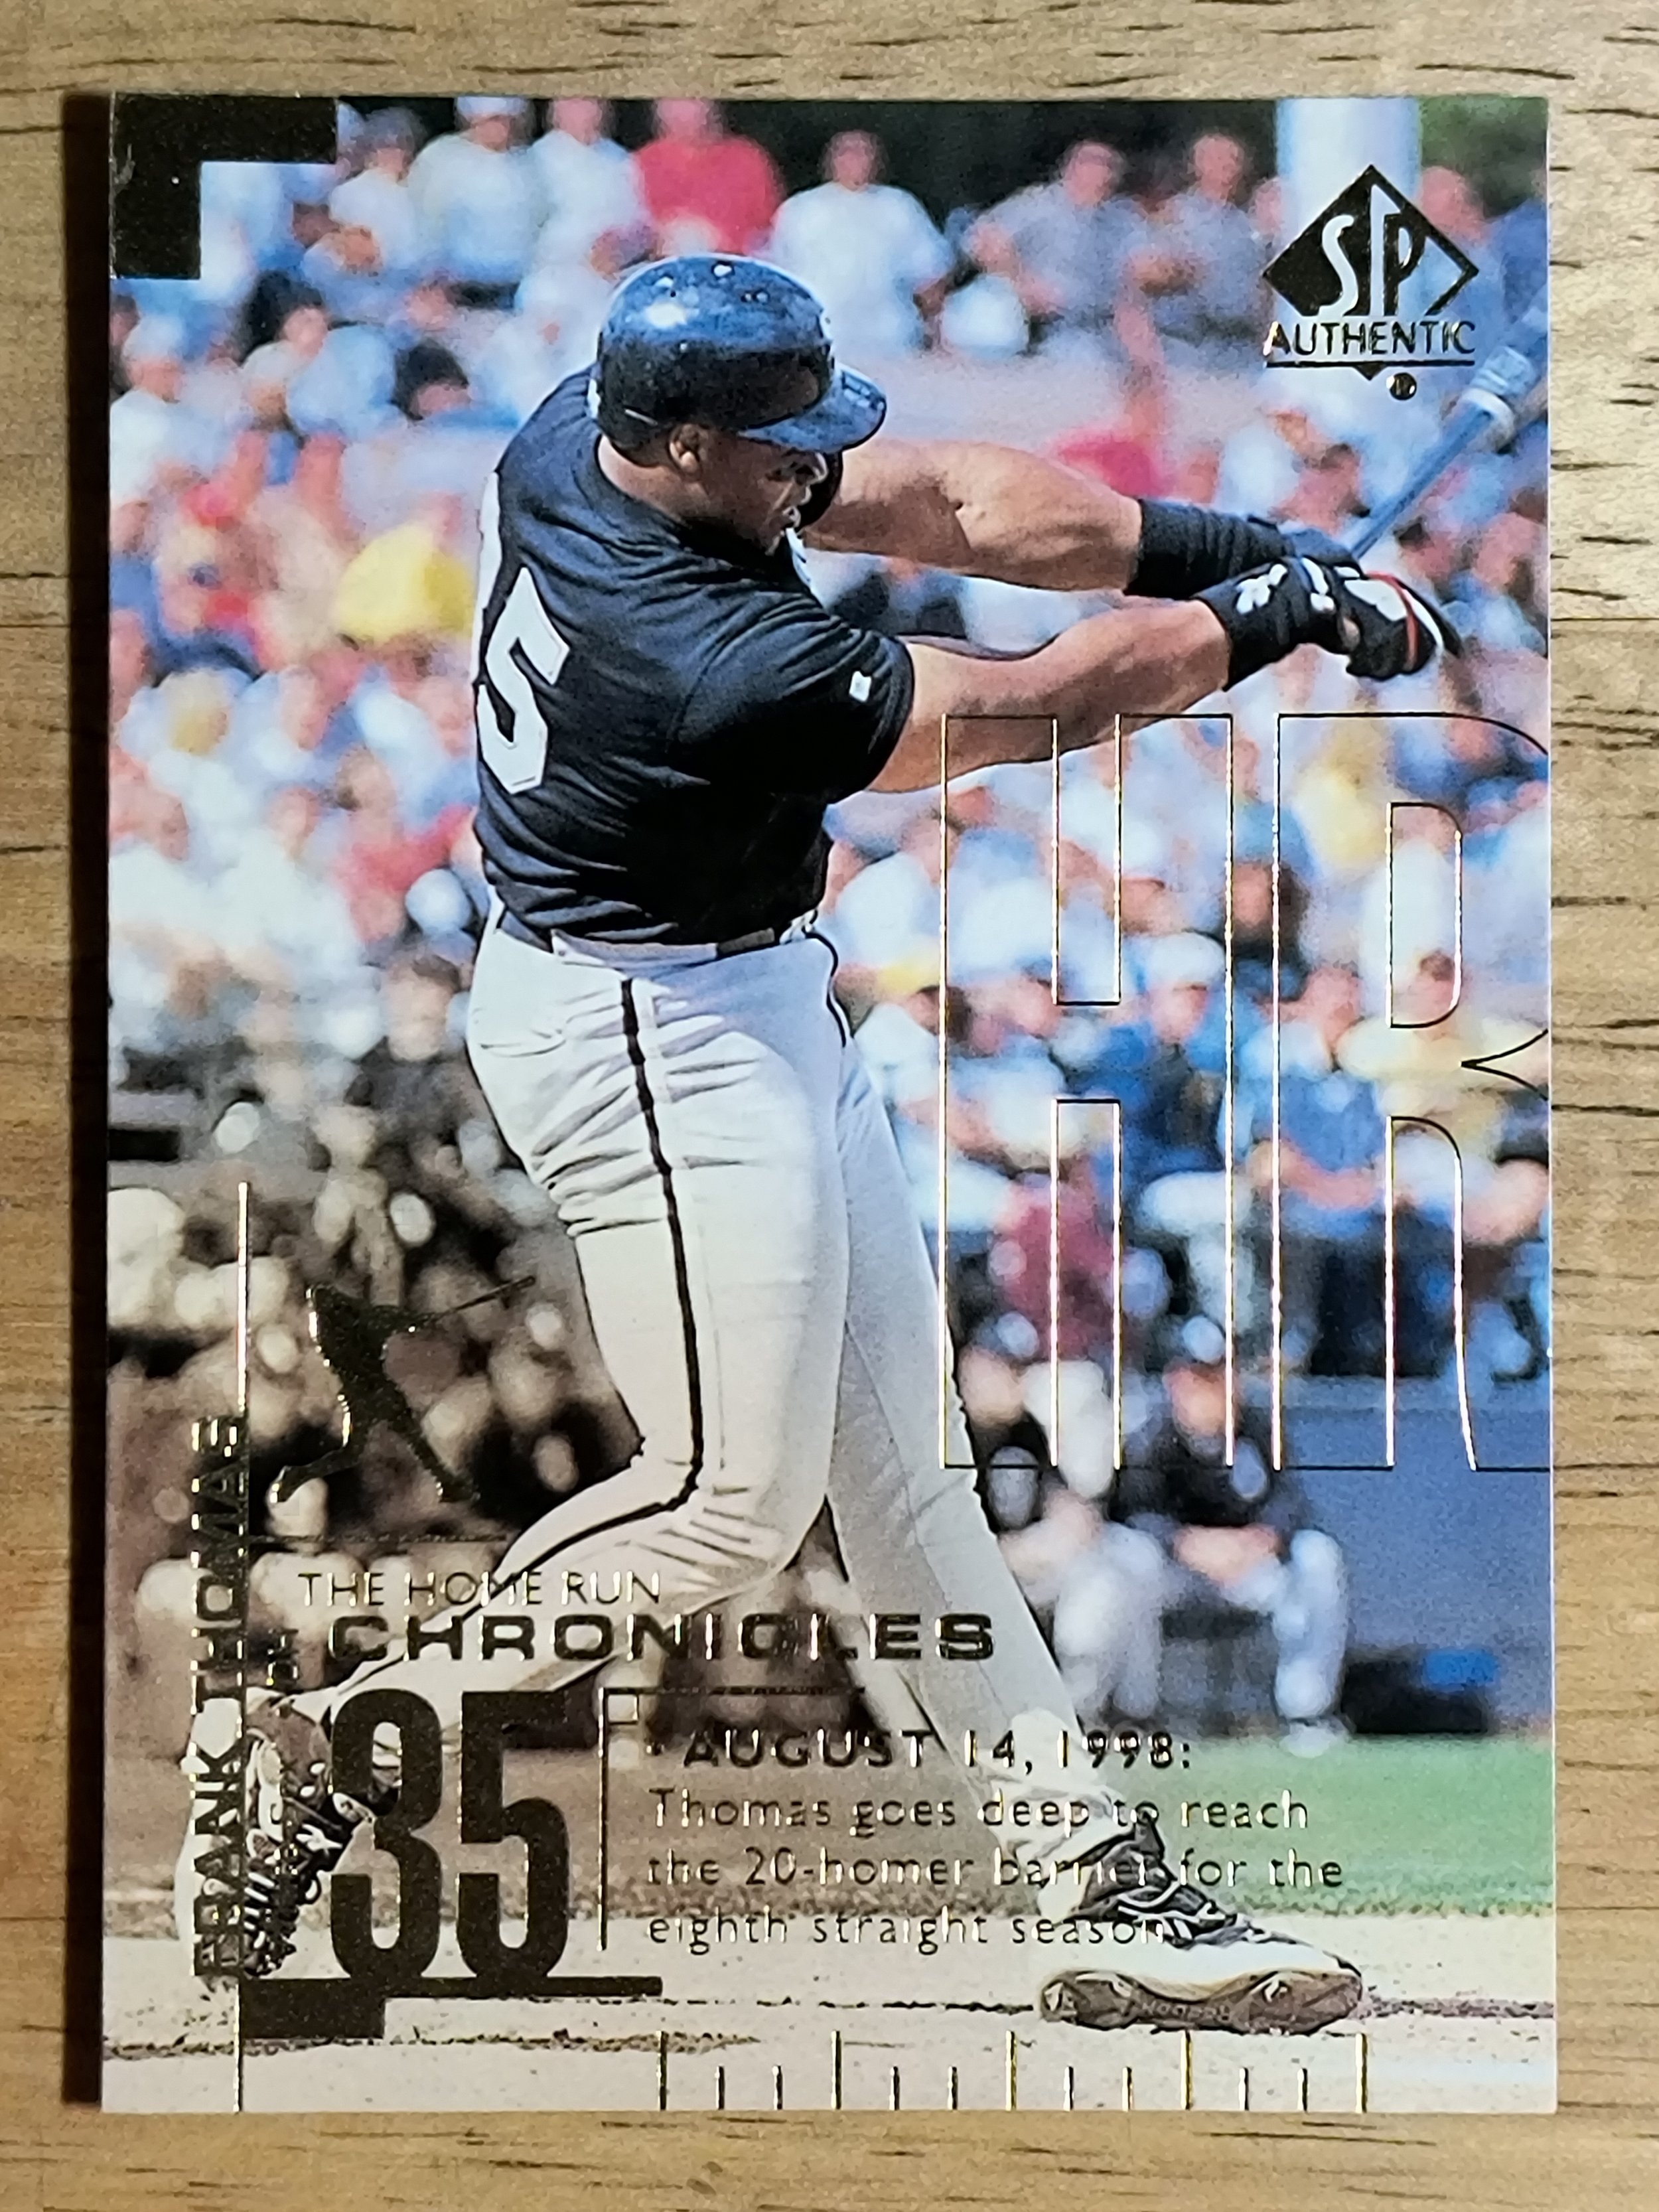 SP
AUTHENTIC
5
HR
FRANK THOMAS
THE HOME RUN
CHRONICLES
35
• AUGUST 14, 1998:
Thomas goes deep to reach
the 20-homer barrier for the
eighth straight season.